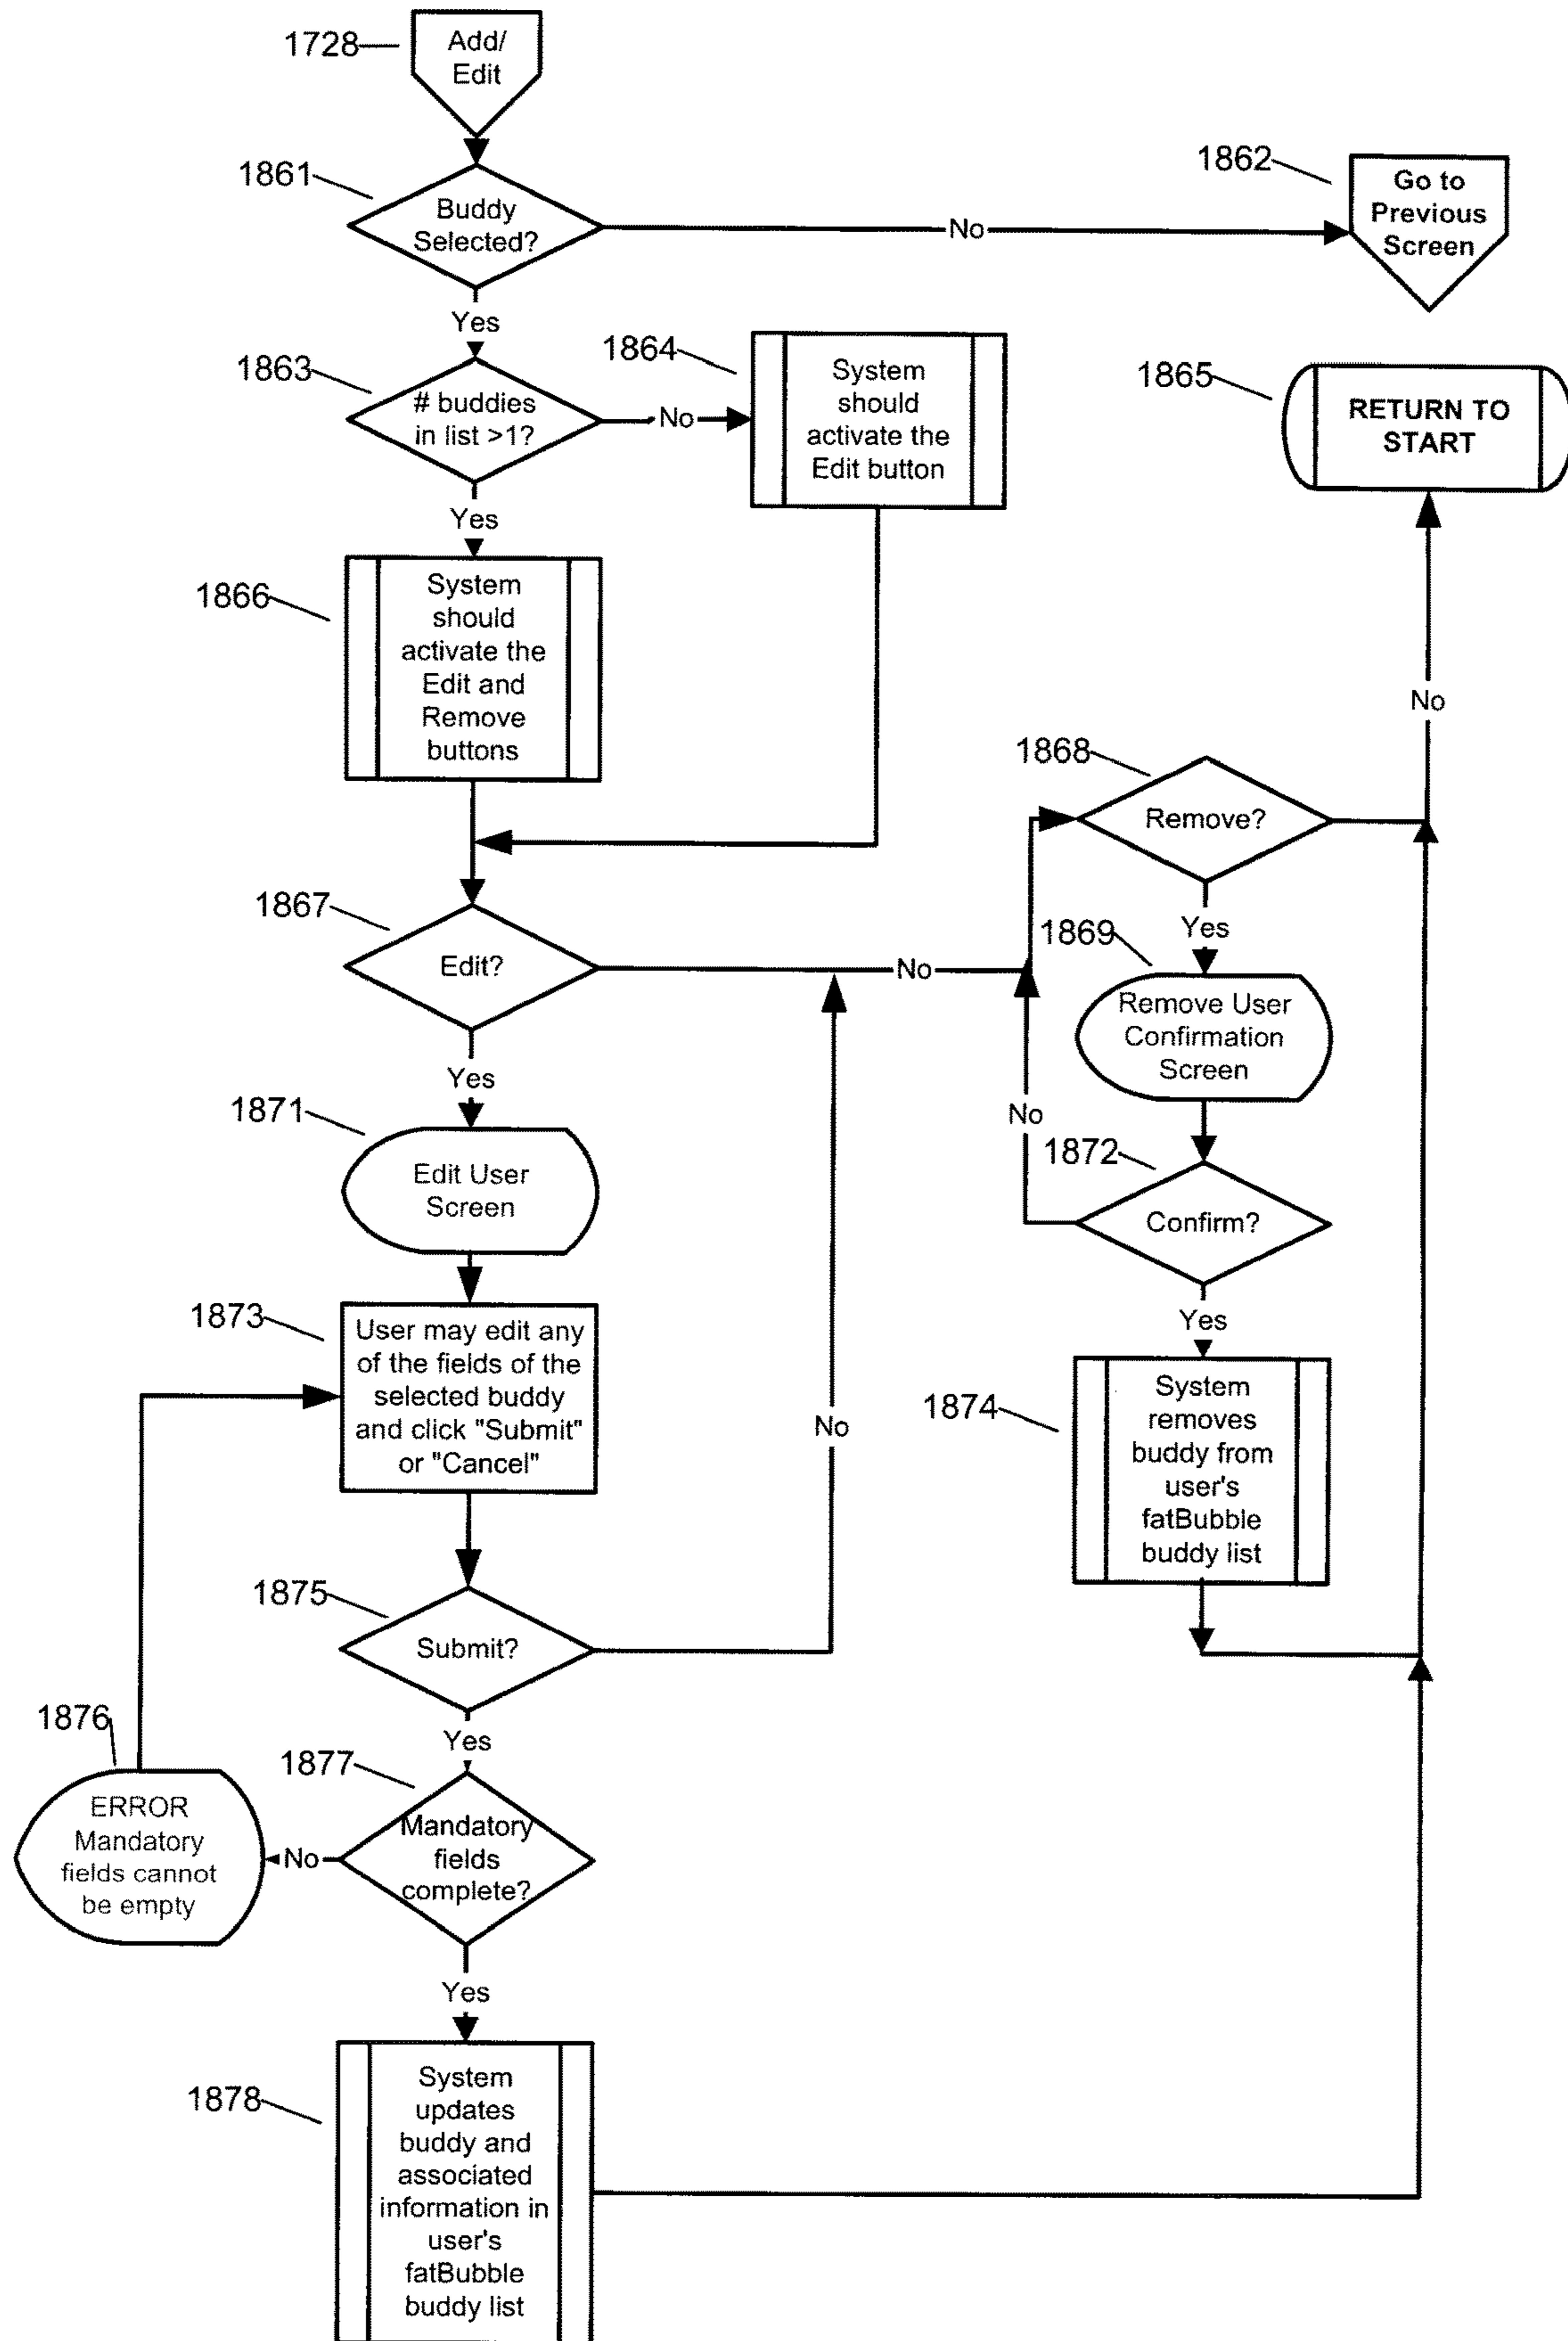 1728
Add/
Edit
1861
Buddy
Selected?
No
1862
Go to
Previous
Screen
Yes
1863
# buddies
in list >1?
No
1864
System
should
activate the
Edit button
1865
RETURN TO
START
Yes
1866
System
should
activate the
Edit and
Remove
buttons
No
1868
Remove?
1867
Edit?
No
Yes
1869
Remove User
Confirmation
Screen
Yes
1871
Edit User
Screen
No
1872
Confirm?
Yes
1873
User may edit any
of the fields of the
selected buddy
and click "Submit"
or "Cancel"
No
1874
System
removes
buddy from
user's
fatBubble
buddy list
1875
Submit?
Yes
1876
ERROR
Mandatory
fields cannot
be empty
No
1877
Mandatory
fields
complete?
Yes
1878
System
updates
buddy and
associated
information in
user's
fatBubble
buddy list